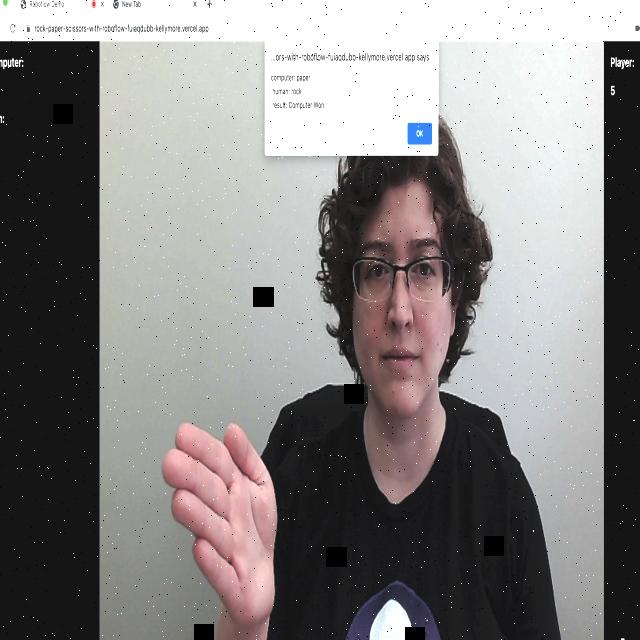 Roboflow Demo
New Tab
rock-paper-scissors-with-roboflow-fuiaqdubb-kellymore.vercel.app
...ors-with-roboflow-fuiaqdubb-kellymore.vercel.app says
computer: paper
human: rock
result: Computer Won
OK
mputer:
Player:
5